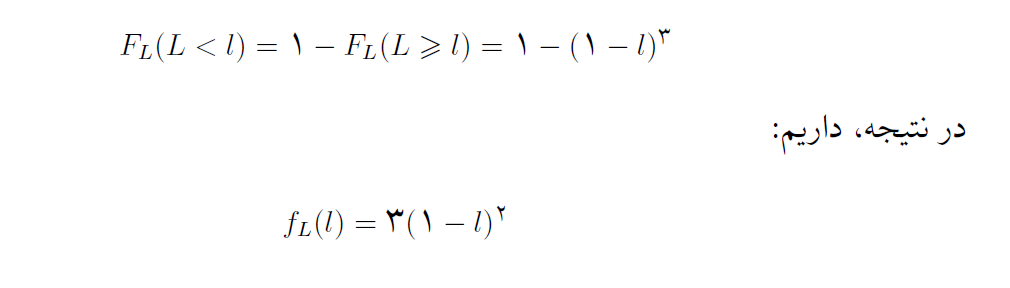 F_L(L < l) = ۱ − F_L(L ⩾ l) = ۱ − (۱ − l)^۳
در نتیجه، داریم:
f_L(l) = ۳(۱ − l)^۲